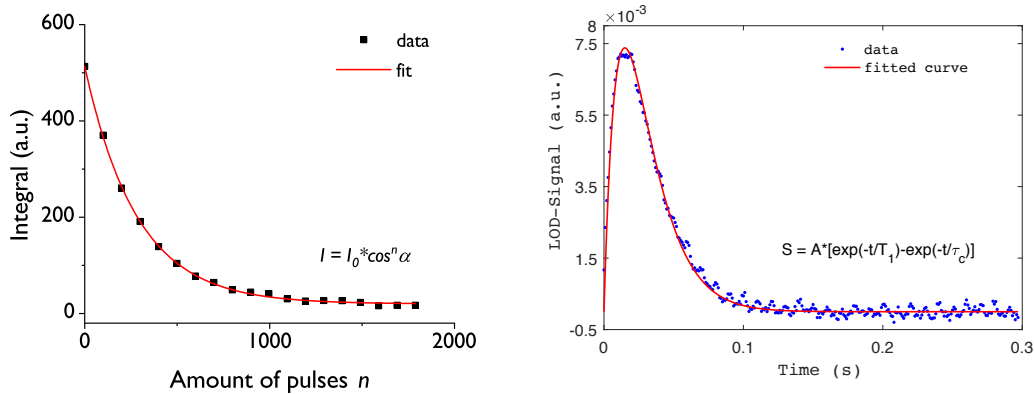 600
400
200
0
0
1000
2000
Integral (a.u.)
Amount of pulses n
data
fit
I = I₀*cosⁿα
×10⁻³
8
7.5
5.5
3.5
1.5
-0.5
0
0.1
0.2
0.3
LOD-Signal (a.u.)
Time (s)
data
fitted curve
S = A*[exp(-t/T₁)-exp(-t/τ_c)]